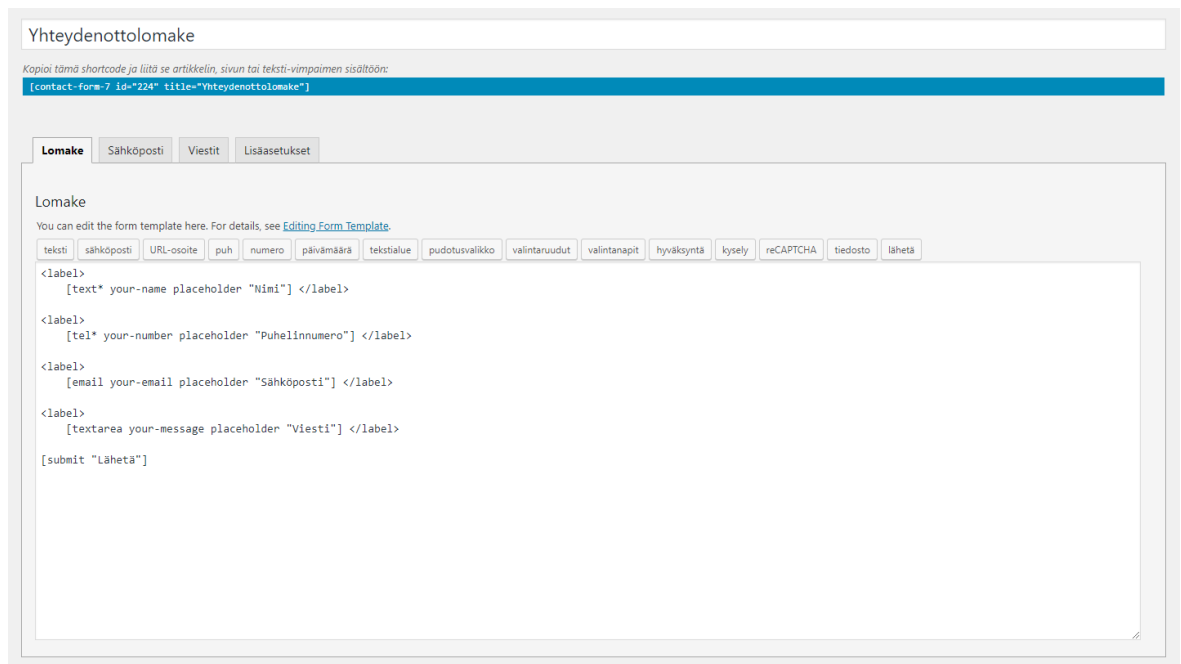 Yhteydenottolomake
Kopioi tämä shortcode ja liitä se artikkelin, sivun tai teksti-vimpaimen sisältöön:
[contact-form-7 id="224" title="Yhteydenottolomake"]
Lomake Sähköposti Viestit Lisäasetukset
Lomake
You can edit the form template here. For details, see Editing Form Template.
teksti sähköposti URL-osoite puh numero päivämäärä tekstialue pudotusvalikko valintaruudut valintanapit hyväksyntä kysely reCAPTCHA tiedosto lähetä
<label>
[text* your-name placeholder "Nimi"] </label>
<label>
[tel* your-number placeholder "Puhelinnumero"] </label>
<label>
[email your-email placeholder "Sähköposti"] </label>
<label>
[textarea your-message placeholder "Viesti"] </label>
[submit "Lähetä"]